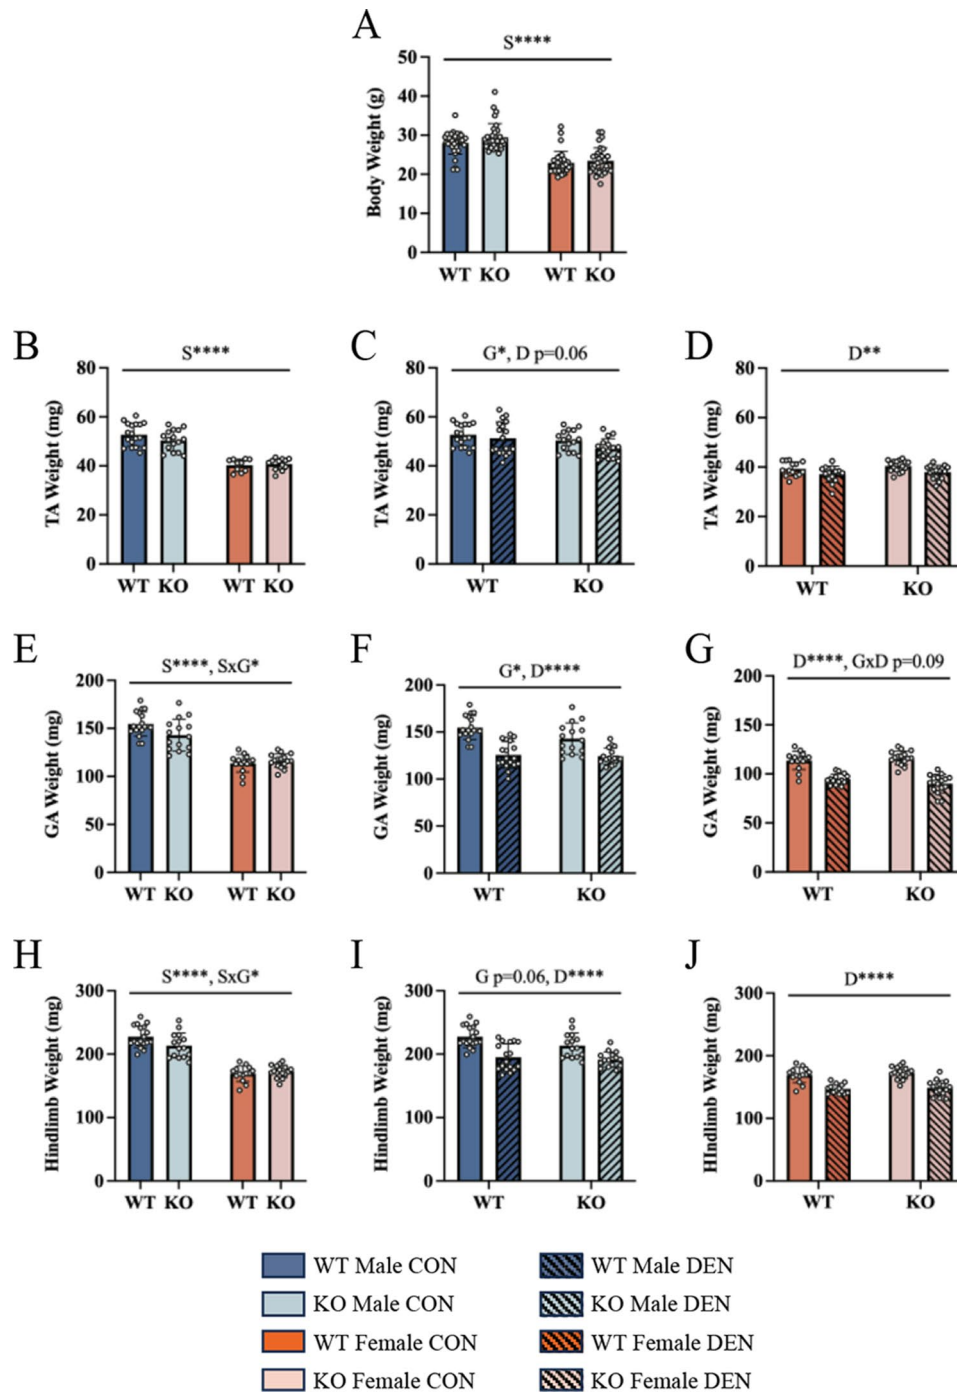 A
S****
Body Weight (g)
50
40
30
20
10
0
WT KO WT KO
B
S****
TA Weight (mg)
80
60
40
20
0
WT KO WT KO
C
G*, D p=0.06
TA Weight (mg)
80
60
40
20
0
WT KO
D
D**
TA Weight (mg)
80
60
40
20
0
WT KO
E
S****, SxG*
GA Weight (mg)
200
150
100
50
0
WT KO WT KO
F
G*, D****
GA Weight (mg)
200
150
100
50
0
WT KO
G
D****, GxD p=0.09
GA Weight (mg)
200
150
100
50
0
WT KO
H
S****, SxG*
Hindlimb Weight (mg)
300
200
100
0
WT KO WT KO
I
G p=0.06, D****
Hindlimb Weight (mg)
300
200
100
0
WT KO
J
D****
HIndlimb Weight (mg)
300
200
100
0
WT KO
WT Male CON
WT Male DEN
KO Male CON
KO Male DEN
WT Female CON
WT Female DEN
KO Female CON
KO Female DEN